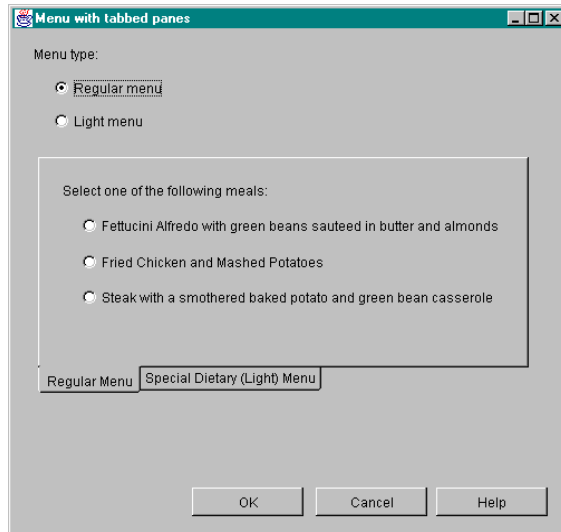 Menu with tabbed panes
Menu type:
Regular menu
Light menu
Select one of the following meals:
Fettucini Alfredo with green beans sauteed in butter and almonds
Fried Chicken and Mashed Potatoes
Steak with a smothered baked potato and green bean casserole
Regular Menu
Special Dietary (Light) Menu
OK
Cancel
Help